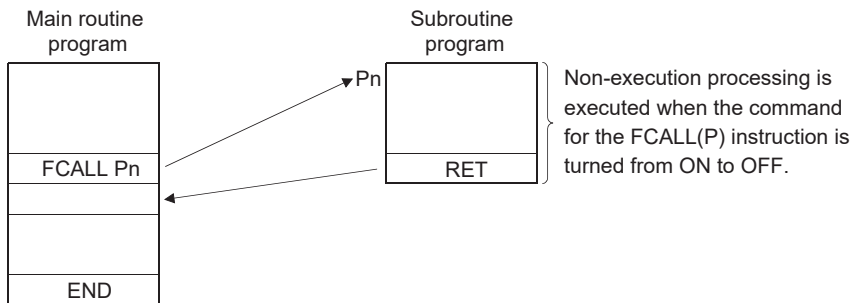 Main routine
program
Subroutine
program
Pn
Non-execution processing is
executed when the command
for the FCALL(P) instruction is
turned from ON to OFF.
FCALL Pn
RET
END